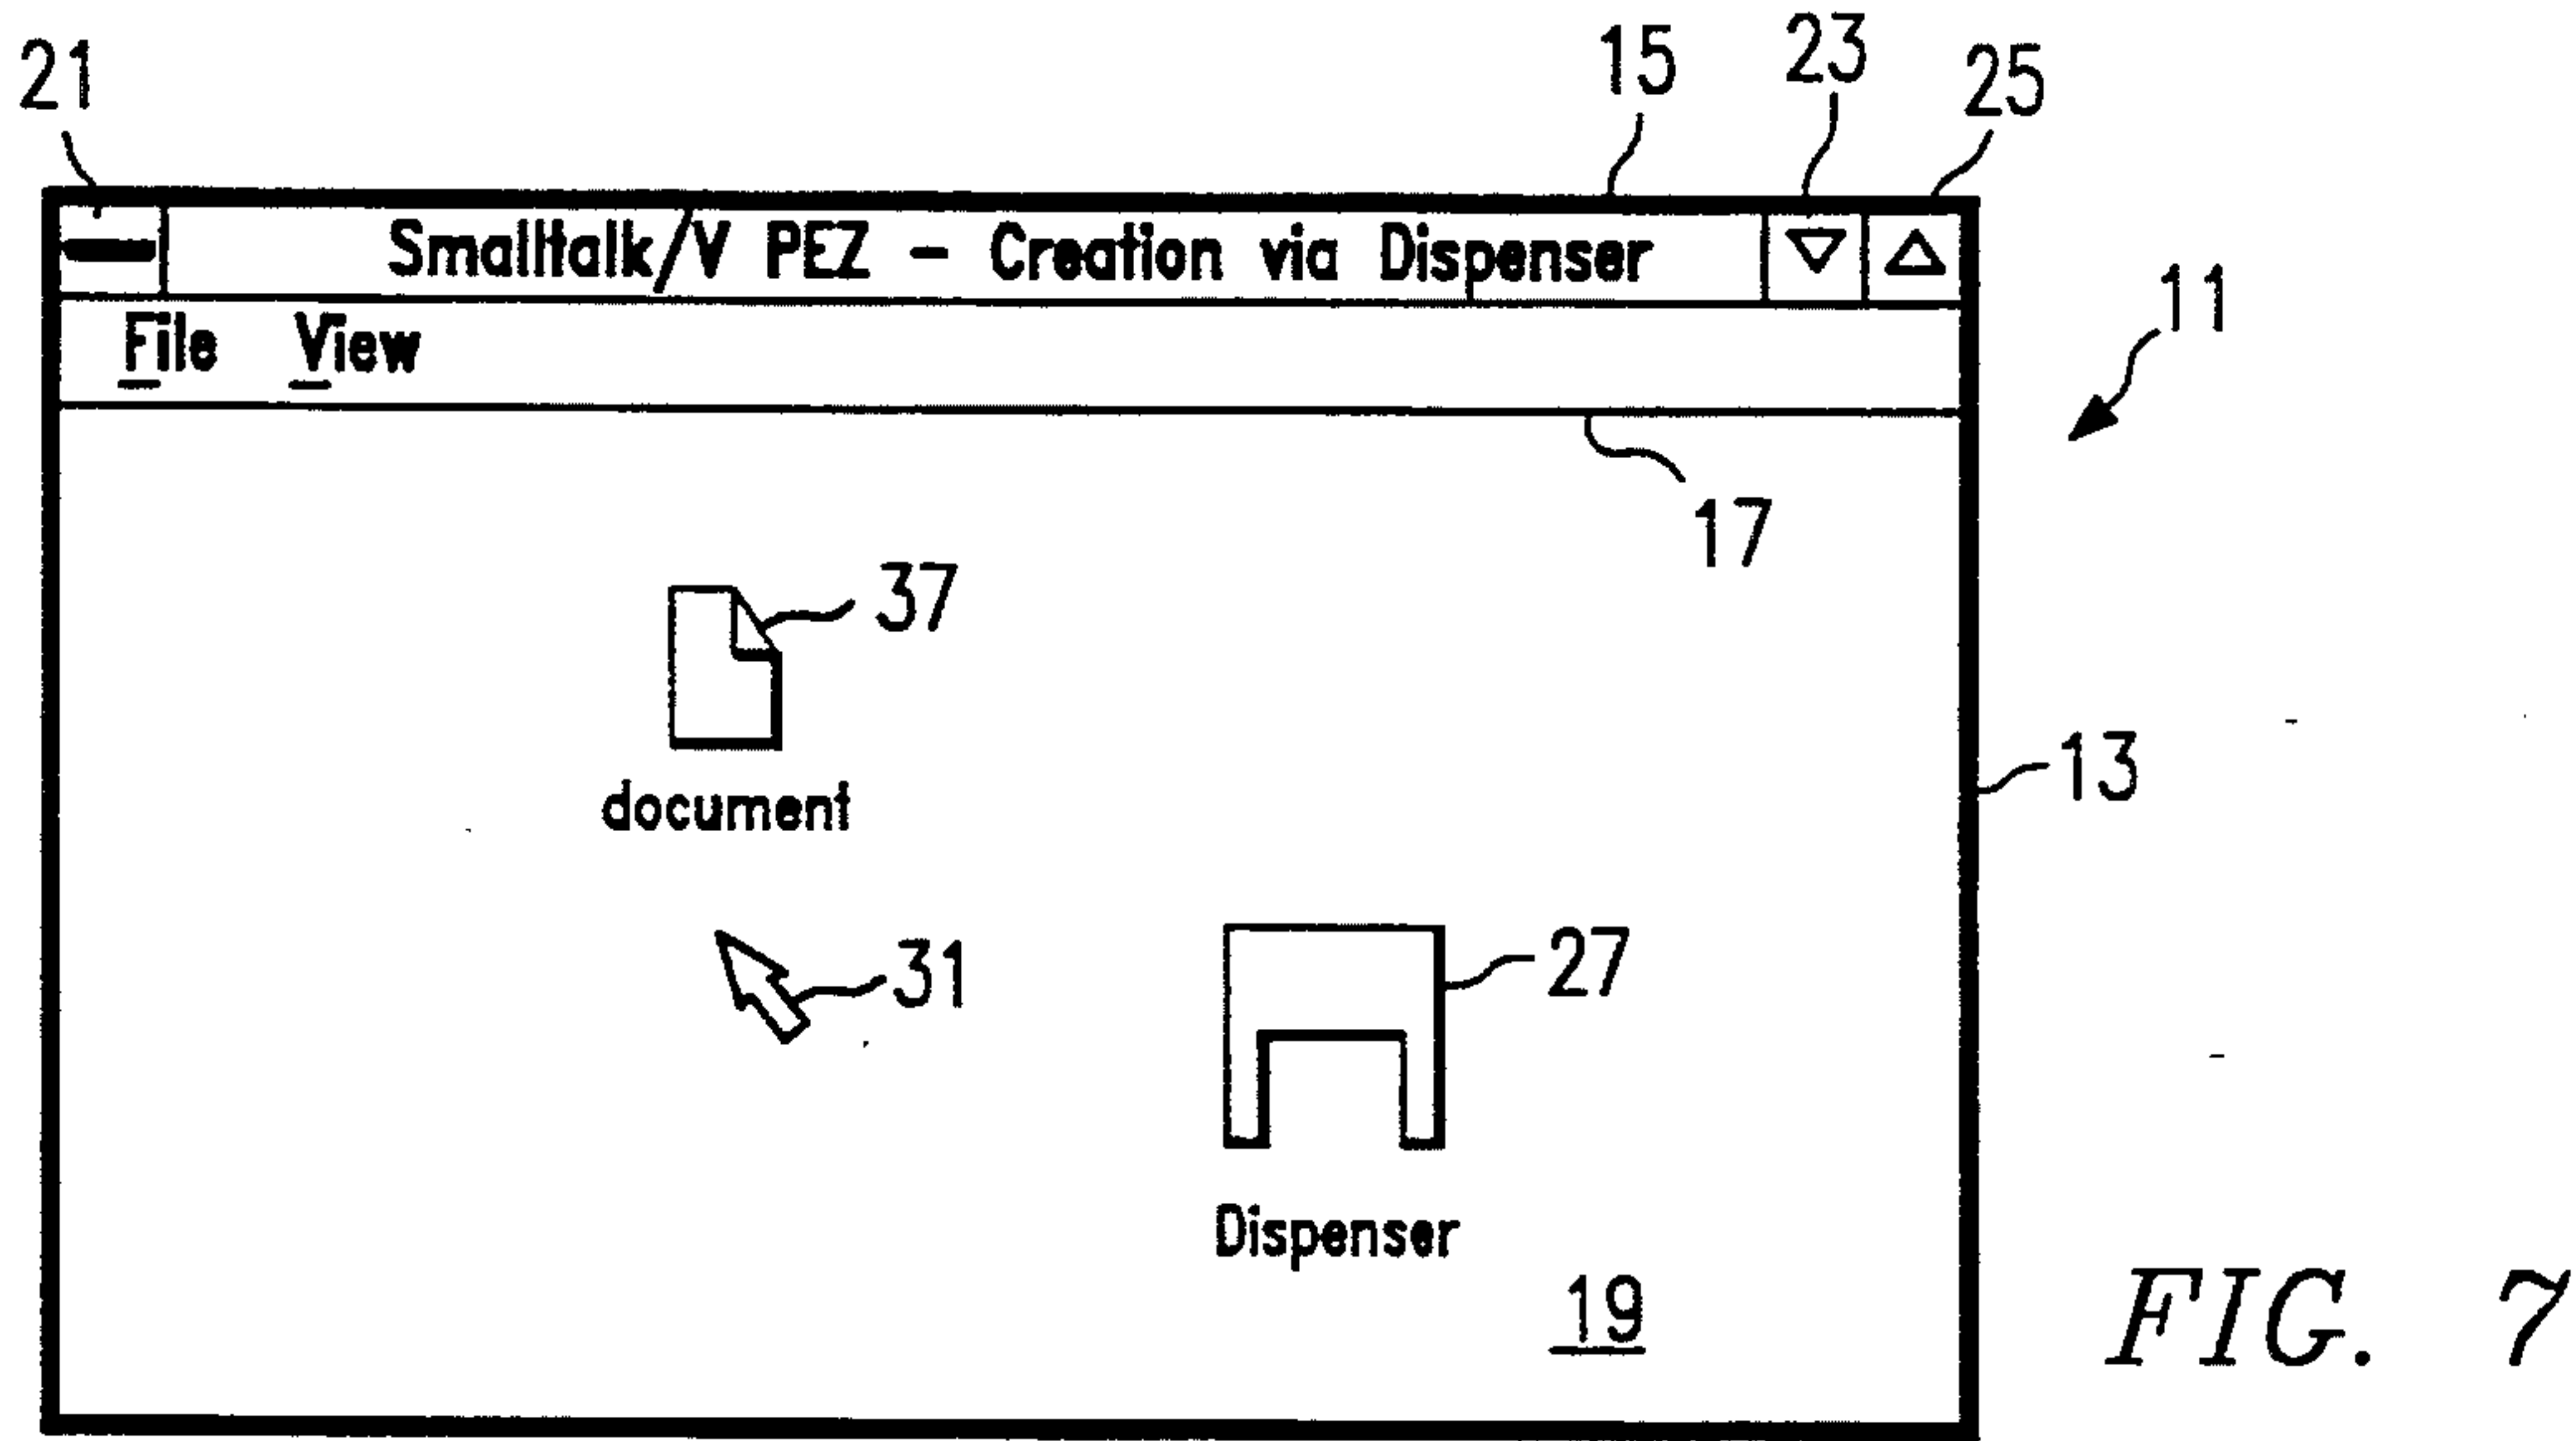 21
15
23
25
Smalltalk/V PEZ - Creation via Dispenser
File View
11
17
37
document
13
31
27
Dispenser
19
FIG. 7